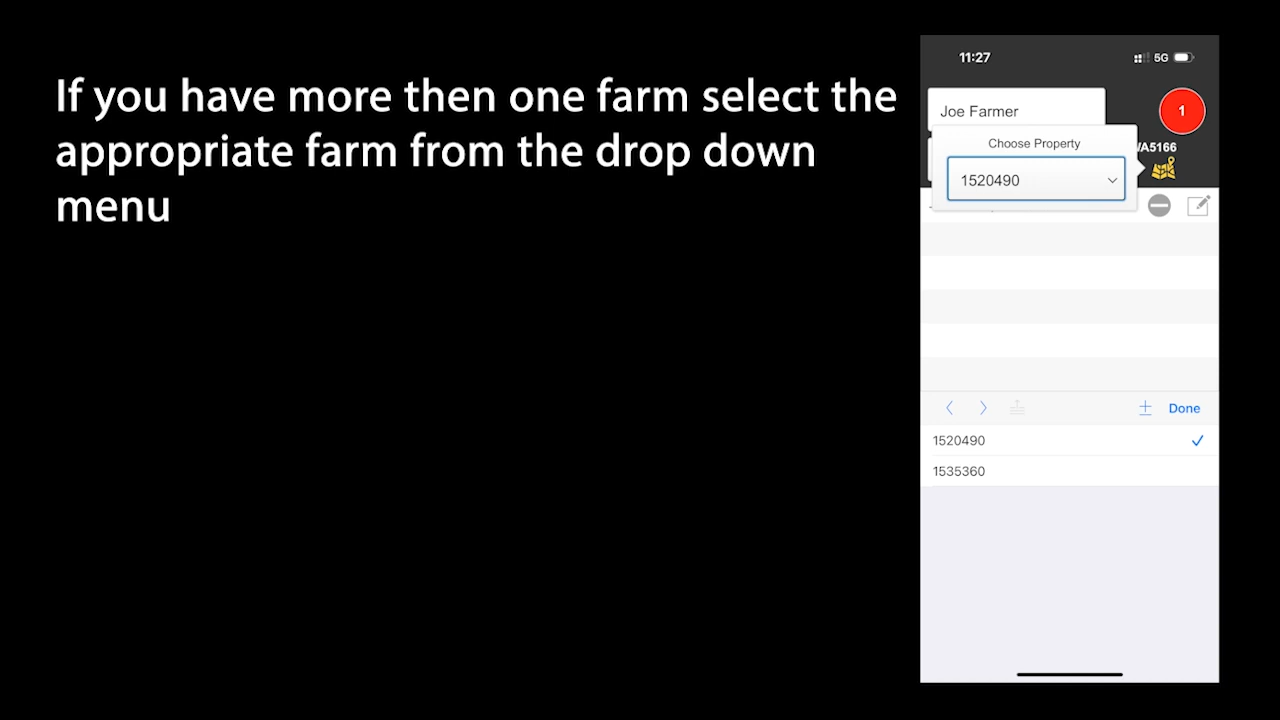 If you have more then one farm select the
appropriate farm from the drop down
menu
11:27
5G
Joe Farmer
1
Choose Property
A5166
1520490
Done
1520490
1535360